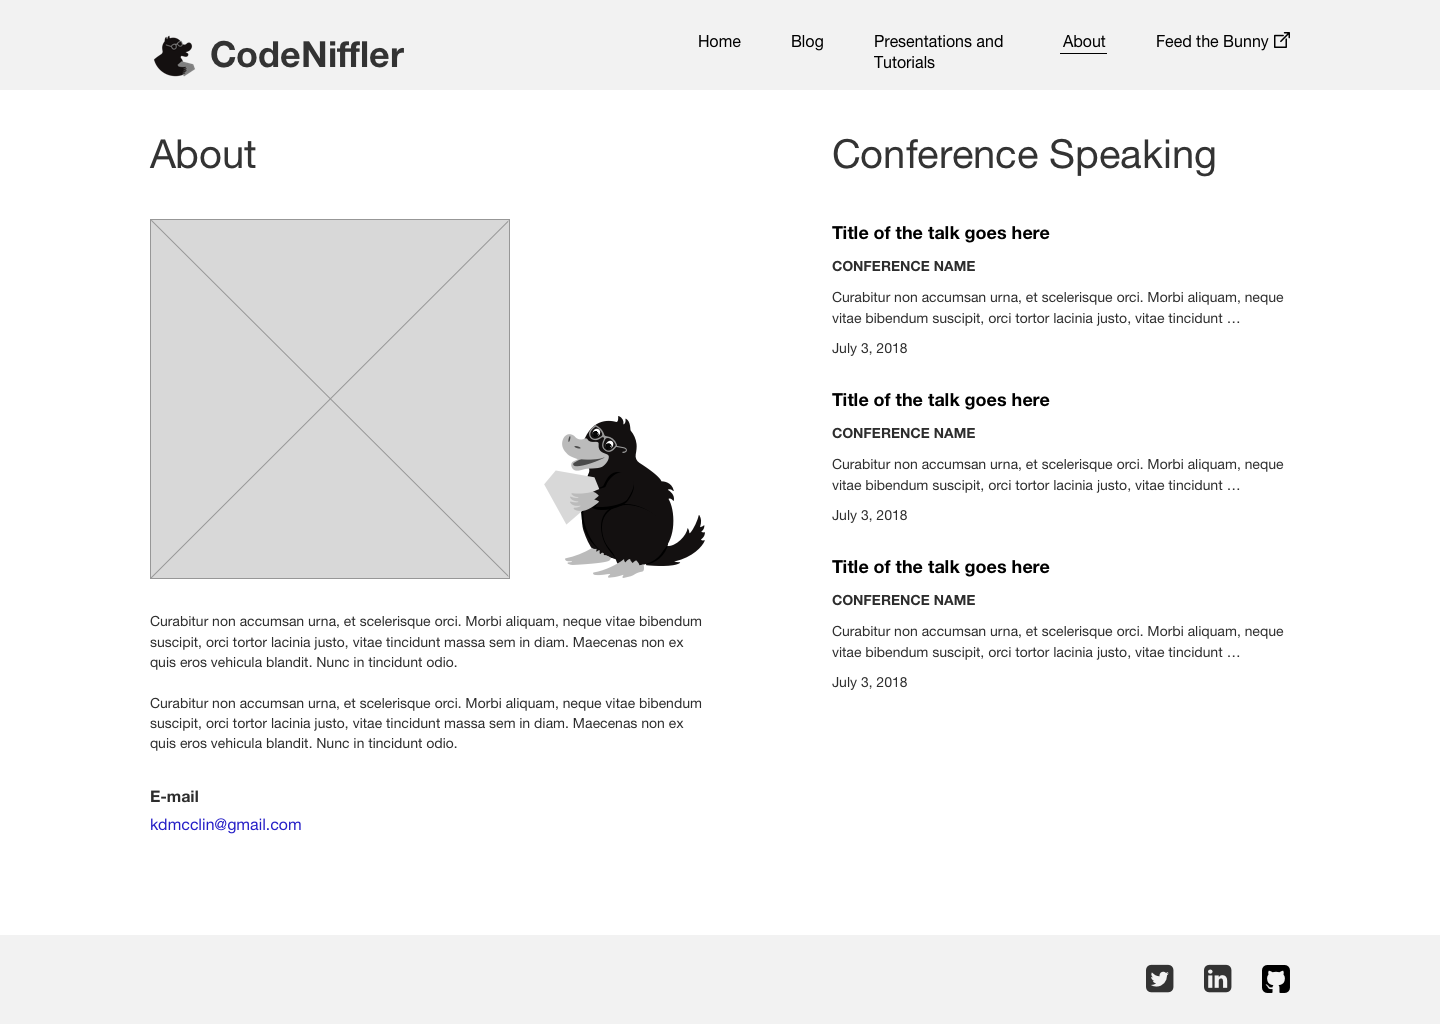 CodeNiffler
Home
Blog
Presentations and
Tutorials
About
Feed the Bunny
About
Curabitur non accumsan urna, et scelerisque orci. Morbi aliquam, neque vitae bibendum
suscipit, orci tortor lacinia justo, vitae tincidunt massa sem in diam. Maecenas non ex
quis eros vehicula blandit. Nunc in tincidunt odio.
Curabitur non accumsan urna, et scelerisque orci. Morbi aliquam, neque vitae bibendum
suscipit, orci tortor lacinia justo, vitae tincidunt massa sem in diam. Maecenas non ex
quis eros vehicula blandit. Nunc in tincidunt odio.
E-mail
kdmcclin@gmail.com
Conference Speaking
Title of the talk goes here
CONFERENCE NAME
Curabitur non accumsan urna, et scelerisque orci. Morbi aliquam, neque
vitae bibendum suscipit, orci tortor lacinia justo, vitae tincidunt …
July 3, 2018
Title of the talk goes here
CONFERENCE NAME
Curabitur non accumsan urna, et scelerisque orci. Morbi aliquam, neque
vitae bibendum suscipit, orci tortor lacinia justo, vitae tincidunt …
July 3, 2018
Title of the talk goes here
CONFERENCE NAME
Curabitur non accumsan urna, et scelerisque orci. Morbi aliquam, neque
vitae bibendum suscipit, orci tortor lacinia justo, vitae tincidunt …
July 3, 2018
in